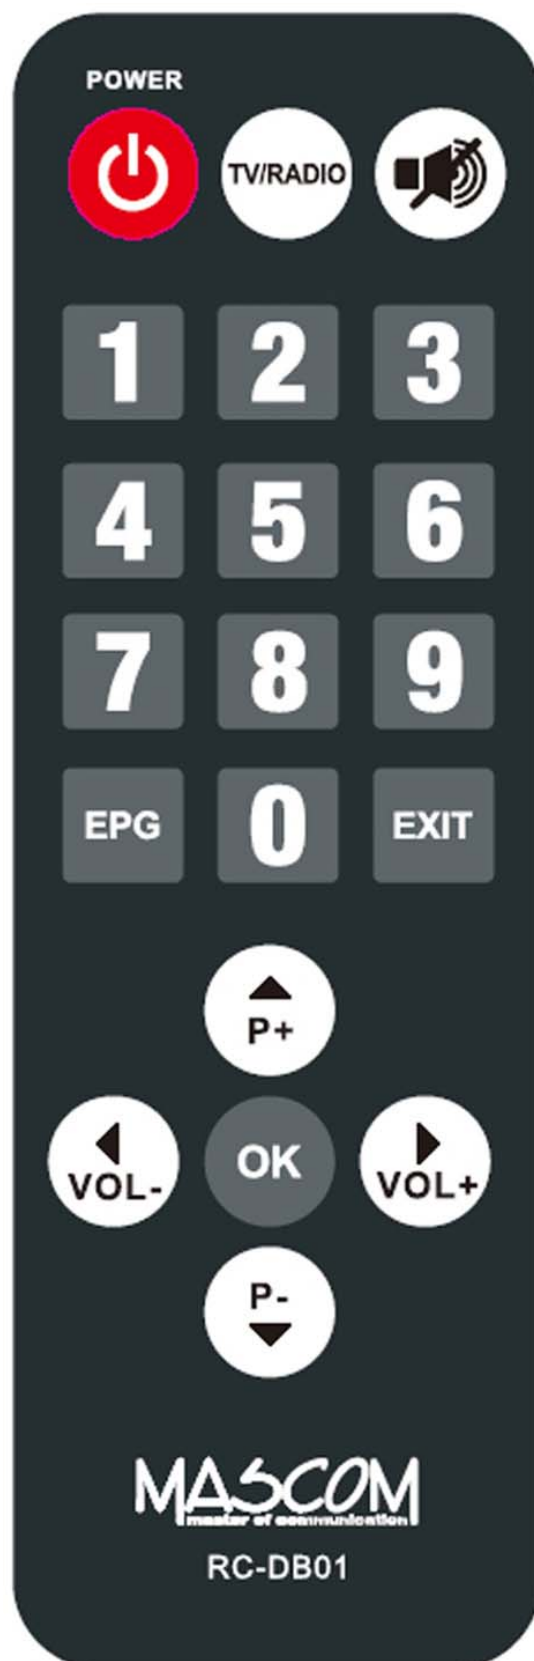 POWER
TV/RADIO
1 2 3
4 5 6
7 8 9
EPG 0 EXIT
P+
VOL- OK VOL+
P-
MASCOM
master of communication
RC-DB01